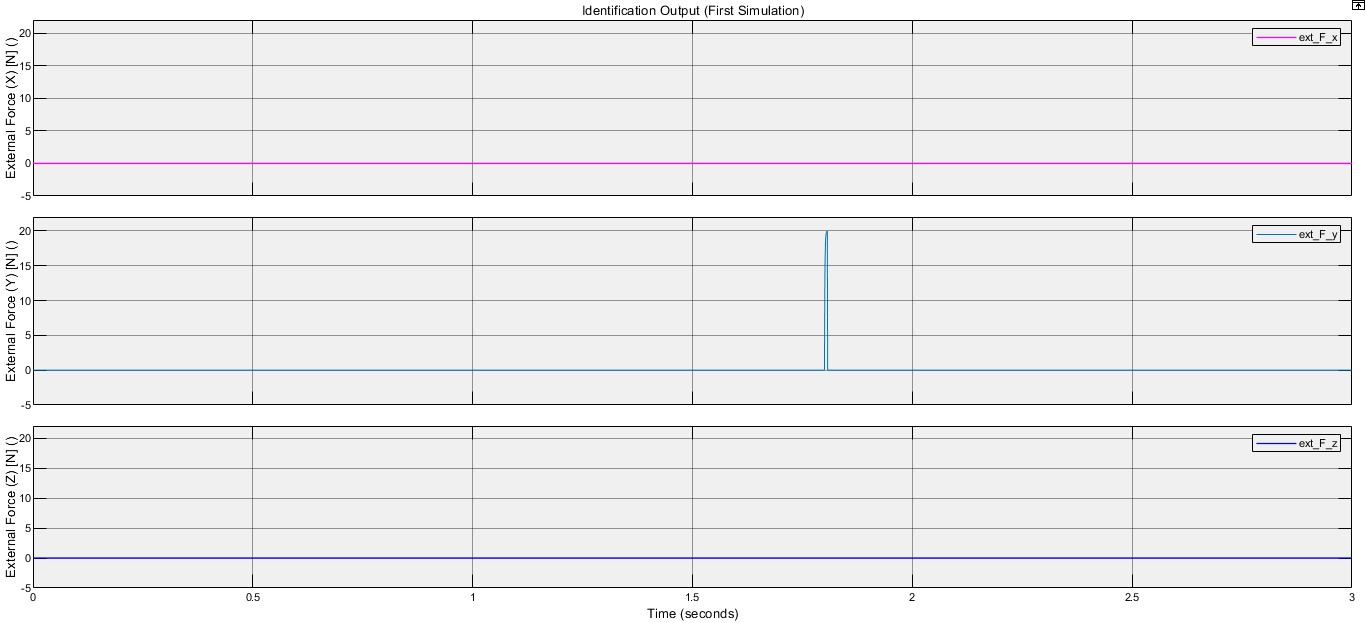 Identification Output (First Simulation)
External Force (X) [N] ()
20
15
10
5
0
-5
ext_F_x
External Force (Y) [N] ()
20
15
10
5
0
-5
ext_F_y
External Force (Z) [N] ()
20
15
10
5
0
-5
ext_F_z
0 0.5 1 1.5 2 2.5 3
Time (seconds)